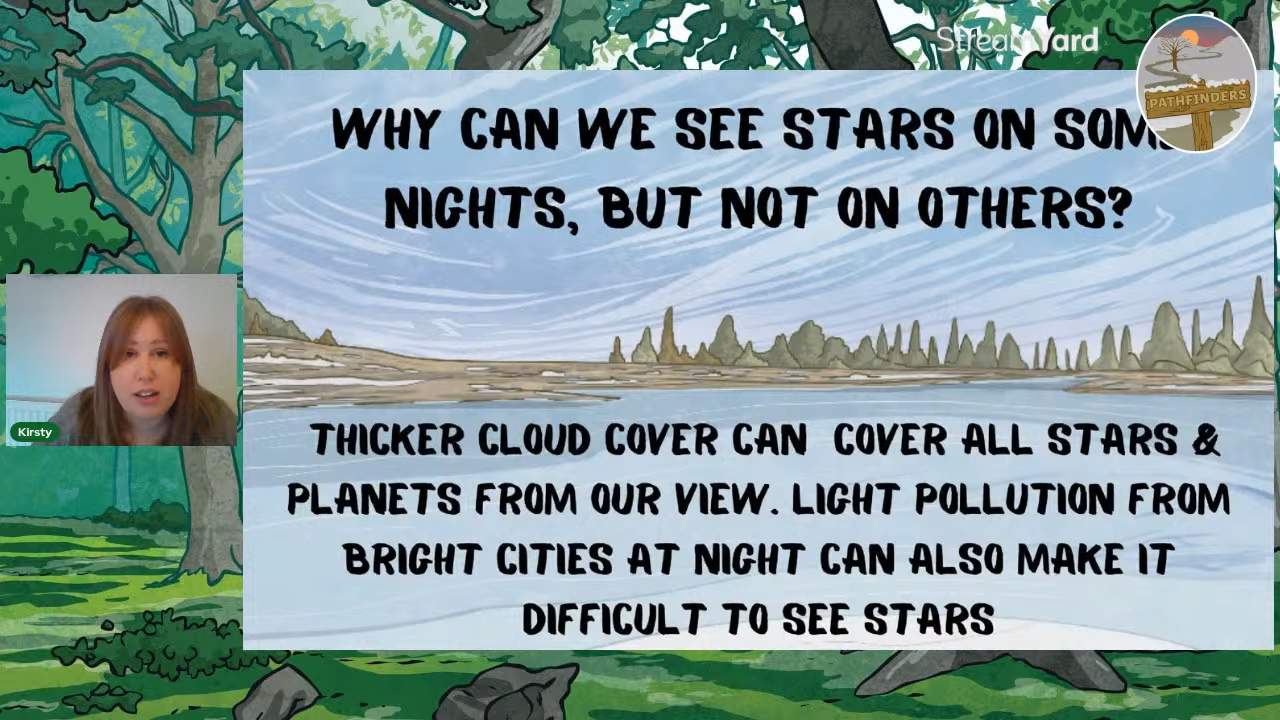 StreamYard
PATHFINDERS
WHY CAN WE SEE STARS ON SOM
NIGHTS, BUT NOT ON OTHERS?
Kirsty
THICKER CLOUD COVER CAN COVER ALL STARS &
PLANETS FROM OUR VIEW. LIGHT POLLUTION FROM
BRIGHT CITIES AT NIGHT CAN ALSO MAKE IT
DIFFICULT TO SEE STARS